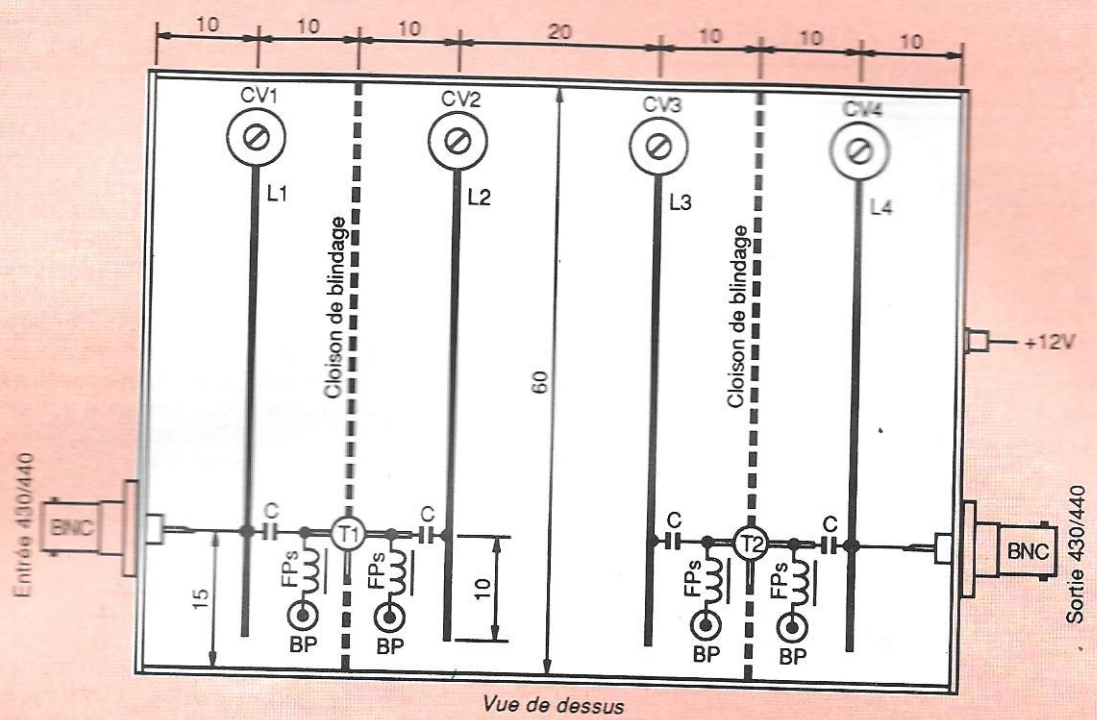 10 10 10 20 10 10 10
CV1 CV2 CV3 CV4
L1 L2 L3 L4
Cloison de blindage
Cloison de blindage
60
+12V
Entrée 430/440
BNC
C T1 C
C T2 C
BNC
Sortie 430/440
15
FPs FPs
10
FPs FPs
BP BP
BP BP
Vue de dessus